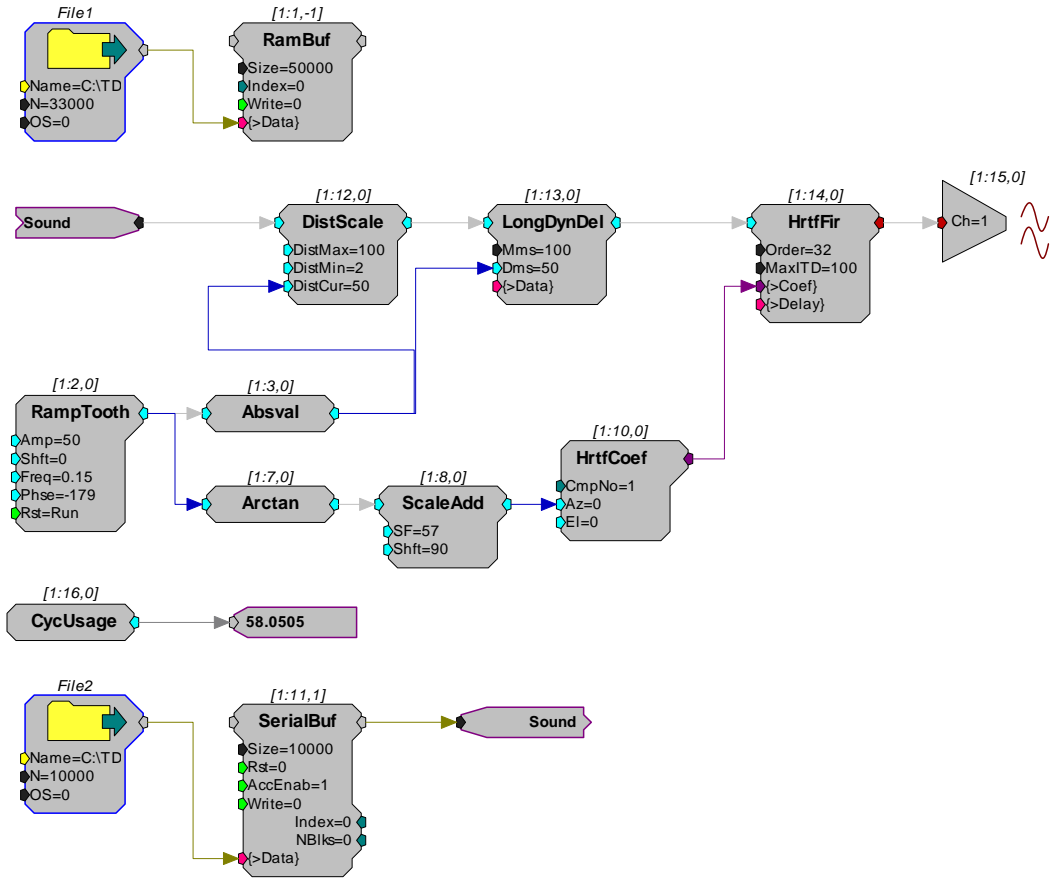 File1
[1:1,-1]
RamBuf
Name=C:\TD
N=33000
OS=0
Size=50000
Index=0
Write=0
{>Data}
Sound
[1:12,0]
DistScale
DistMax=100
DistMin=2
DistCur=50
[1:13,0]
LongDynDel
Mms=100
Dms=50
{>Data}
[1:14,0]
HrtfFir
Order=32
MaxITD=100
{>Coef}
{>Delay}
[1:15,0]
Ch=1
[1:2,0]
RampTooth
Amp=50
Shft=0
Freq=0.15
Phse=-179
Rst=Run
[1:3,0]
Absval
[1:7,0]
Arctan
[1:8,0]
ScaleAdd
SF=57
Shft=90
[1:10,0]
HrtfCoef
CmpNo=1
Az=0
El=0
[1:16,0]
CycUsage
58.0505
File2
Name=C:\TD
N=10000
OS=0
[1:11,1]
SerialBuf
Size=10000
Rst=0
AccEnab=1
Write=0
Index=0
NBlks=0
{>Data}
Sound